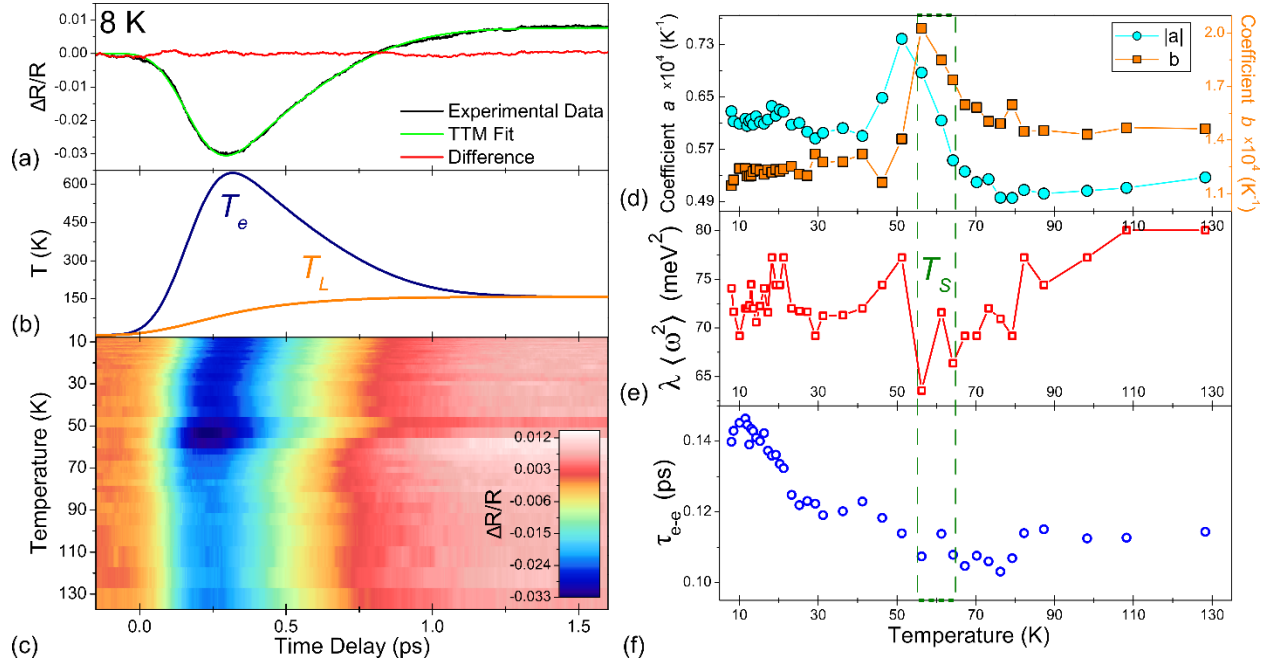 8 K
0.01
0.00
-0.01
-0.02
-0.03
ΔR/R
Experimental Data
TTM Fit
Difference
(a)
600
450
300
150
T (K)
T_e
T_L
(b)
10
30
50
70
90
110
130
Temperature (K)
0.012
0.003
-0.006
-0.015
-0.024
-0.033
ΔR/R
0.0
0.5
1.0
1.5
Time Delay (ps)
(c)
0.73
0.65
0.57
0.49
Coefficient a ×10⁴ (K⁻¹)
|a|
b
2.0
1.7
1.4
1.1
Coefficient b ×10⁴ (K⁻¹)
10 30 50 70 90 110 130
(d)
80
75
70
65
λ ⟨ω²⟩ (meV²)
T_S
10 30 50 70 90 110 130
(e)
0.14
0.12
0.10
τ_e-e (ps)
10 30 50 70 90 110 130
Temperature (K)
(f)